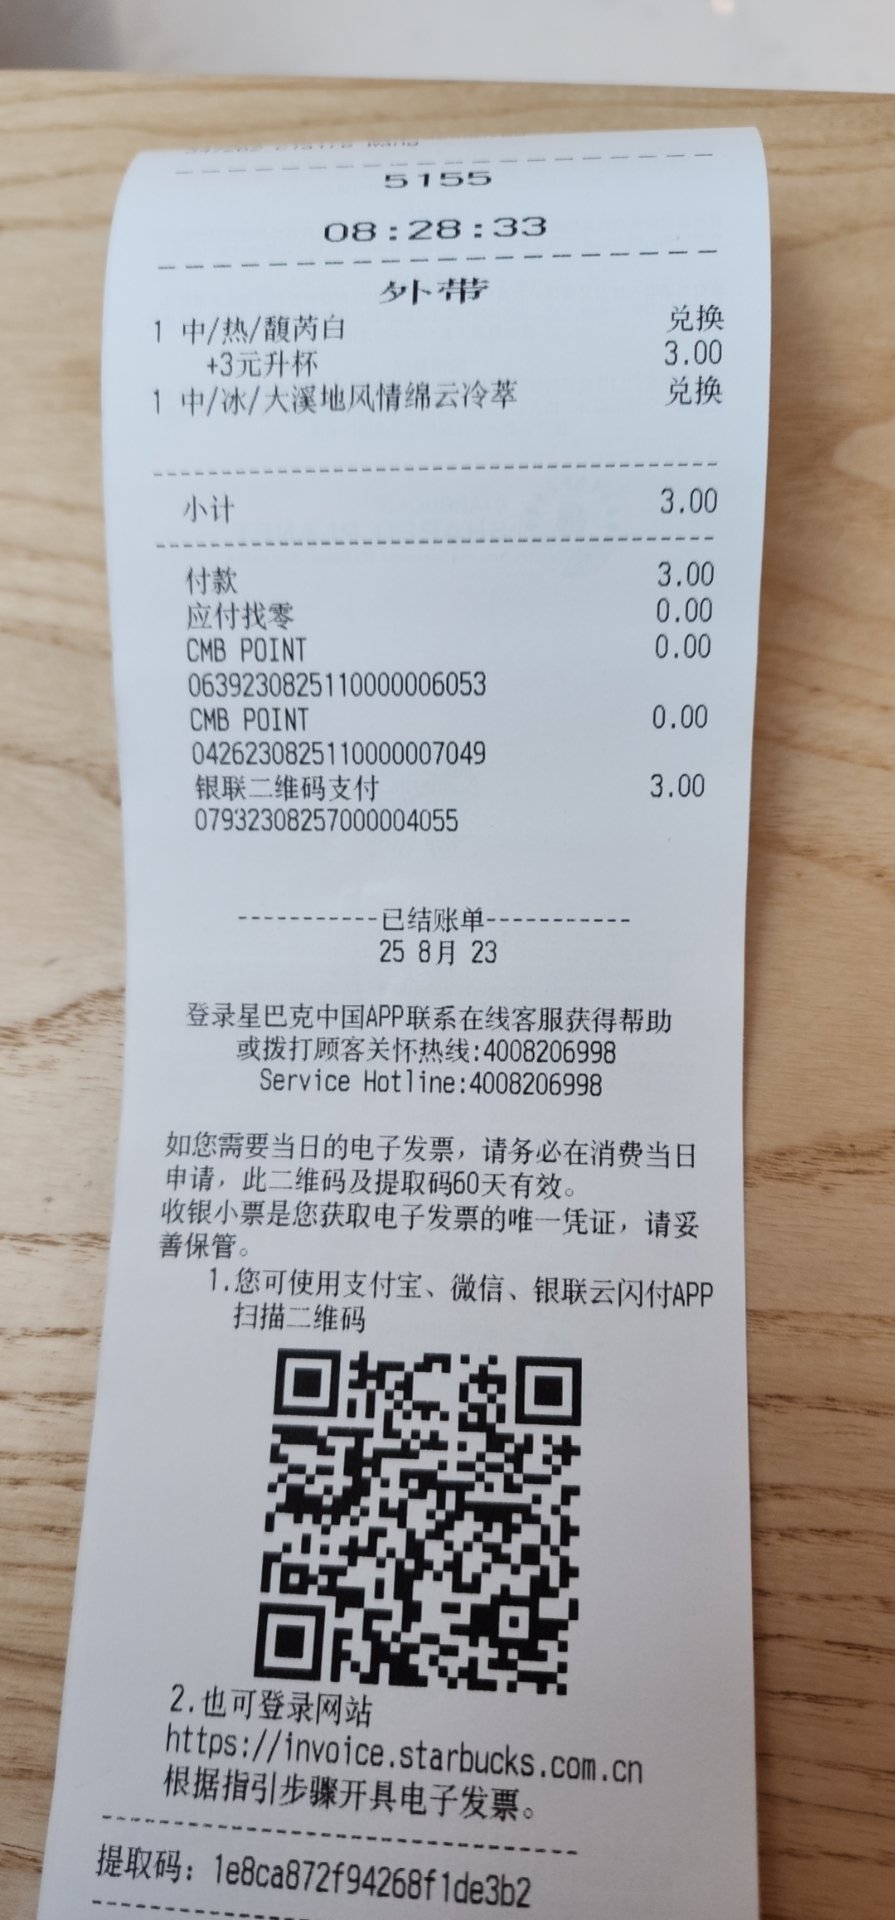 5155
08:28:33
外带
1 中/热/馥芮白 兑换
+3元升杯 3.00
1 中/冰/大溪地风情绵云冷萃 兑换
小计 3.00
付款 3.00
应付找零 0.00
CMB POINT 0.00
0639230825110000006053
CMB POINT 0.00
0426230825110000007049
银联二维码支付 3.00
07932308257000004055
-----------已结账单-----------
25 8月 23
登录星巴克中国APP联系在线客服获得帮助
或拨打顾客关怀热线:4008206998
Service Hotline:4008206998
如您需要当日的电子发票，请务必在消费当日
申请，此二维码及提取码60天有效。
收银小票是您获取电子发票的唯一凭证，请妥
善保管。
1.您可使用支付宝、微信、银联云闪付APP
扫描二维码
2.也可登录网站
https://invoice.starbucks.com.cn
根据指引步骤开具电子发票。
提取码：1e8ca872f94268f1de3b2